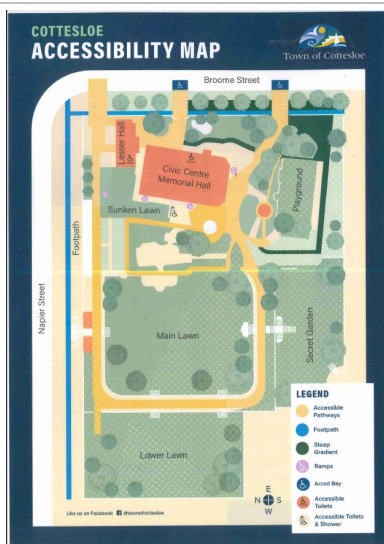 COTTESLOE
ACCESSIBILITY MAP
Town of Cottesloe
Broome Street
Lesser Hall
Civic Centre
Memorial Hall
Playground
Sunken Lawn
Footpath
Napier Street
Main Lawn
Secret Garden
Lower Lawn
LEGEND
Accessible
Pathways
Footpath
Steep
Gradient
Ramps
Acrod Bay
Accessible
Toilets
Accessible Toilets
& Shower
E
N S
W
Like us on Facebook f @townofcottesloe